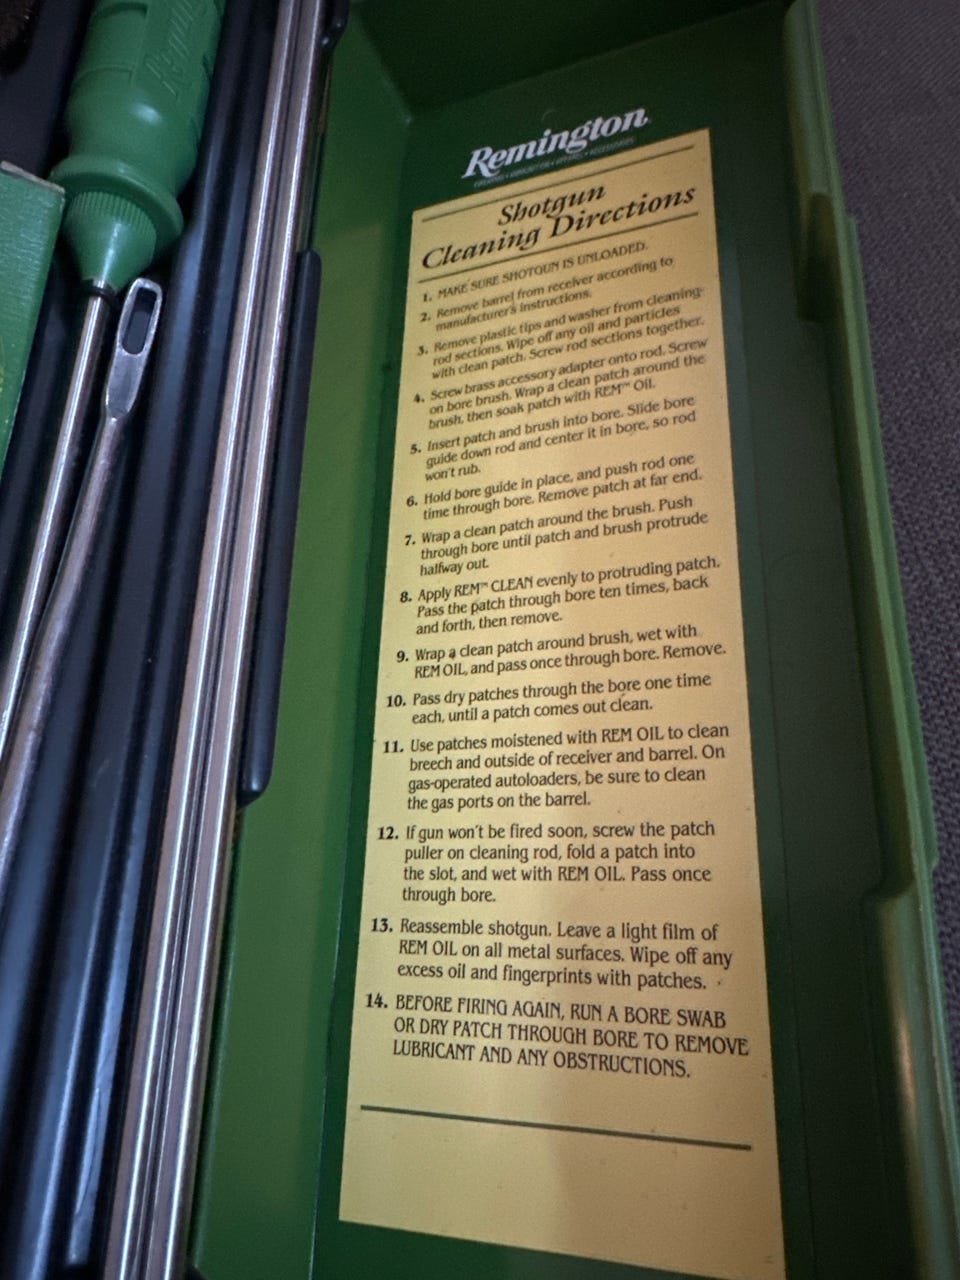 Remington
Remington
Shotgun
Cleaning Directions
1. MAKE SURE SHOTGUN IS UNLOADED.
2. Remove barrel from receiver according to
manufacturer's instructions.
3. Remove plastic tips and washer from cleaning-
rod sections. Wipe off any oil and particles
with clean patch. Screw rod sections together.
4. Screw brass accessory adapter onto rod. Screw
on bore brush. Wrap a clean patch around the
brush, then soak patch with REM™ OIL.
5. Insert patch and brush into bore. Slide bore
guide down rod and center it in bore, so rod
won't rub.
6. Hold bore guide in place, and push rod one
time through bore. Remove patch at far end.
7. Wrap a clean patch around the brush. Push
through bore until patch and brush protrude
halfway out.
8. Apply REM™ CLEAN evenly to protruding patch.
Pass the patch through bore ten times, back
and forth, then remove.
9. Wrap a clean patch around brush, wet with
REM OIL, and pass once through bore. Remove.
10. Pass dry patches through the bore one time
each, until a patch comes out clean.
11. Use patches moistened with REM OIL to clean
breech and outside of receiver and barrel. On
gas-operated autoloaders, be sure to clean
the gas ports on the barrel.
12. If gun won't be fired soon, screw the patch
puller on cleaning rod, fold a patch into
the slot, and wet with REM OIL. Pass once
through bore.
13. Reassemble shotgun. Leave a light film of
REM OIL on all metal surfaces. Wipe off any
excess oil and fingerprints with patches.
14. BEFORE FIRING AGAIN, RUN A BORE SWAB
OR DRY PATCH THROUGH BORE TO REMOVE
LUBRICANT AND ANY OBSTRUCTIONS.